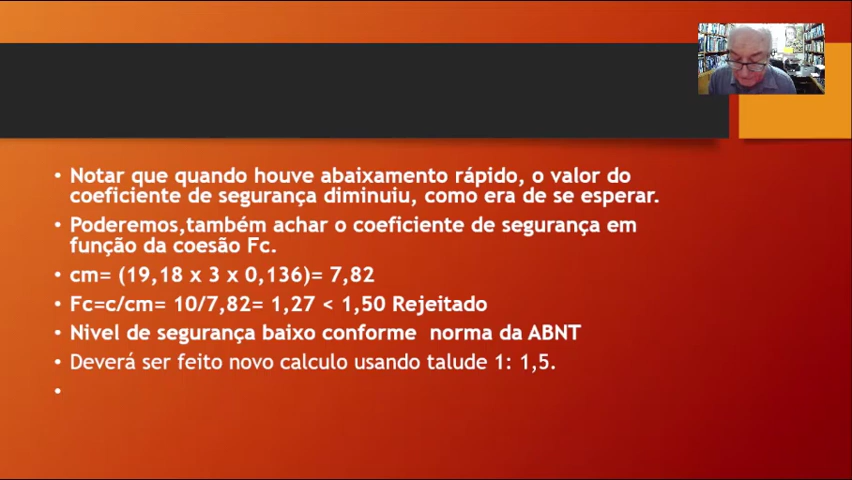 • Notar que quando houve abaixamento rápido, o valor do
coeficiente de segurança diminuiu, como era de se esperar.
• Poderemos,também achar o coeficiente de segurança em
função da coesão Fc.
• cm= (19,18 x 3 x 0,136)= 7,82
• Fc=c/cm= 10/7,82= 1,27 < 1,50 Rejeitado
• Nivel de segurança baixo conforme  norma da ABNT
• Deverá ser feito novo calculo usando talude 1: 1,5.
•